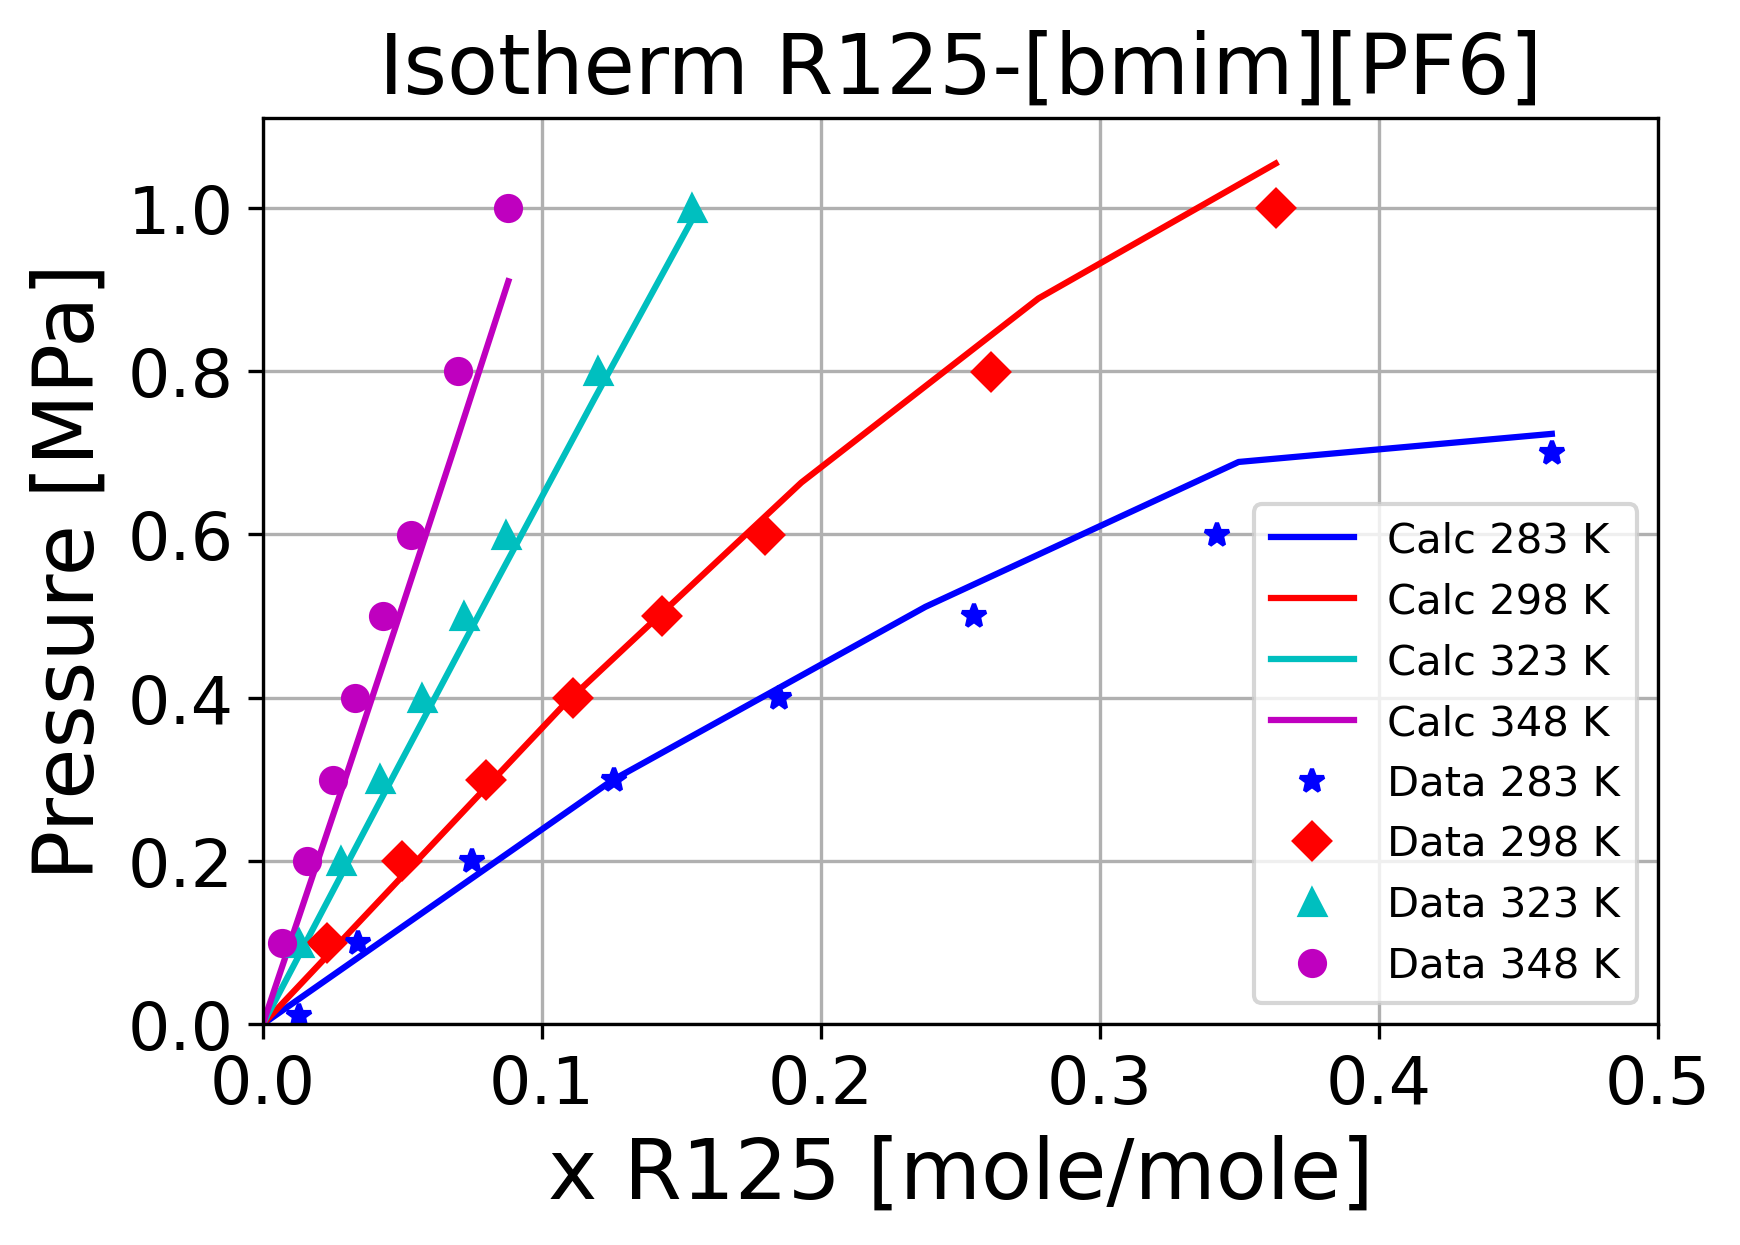 Isotherm R125-[bmim][PF6]
Pressure [MPa]
1.0
0.8
0.6
0.4
0.2
0.0
0.0 0.1 0.2 0.3 0.4 0.5
x R125 [mole/mole]
Calc 283 K
Calc 298 K
Calc 323 K
Calc 348 K
Data 283 K
Data 298 K
Data 323 K
Data 348 K